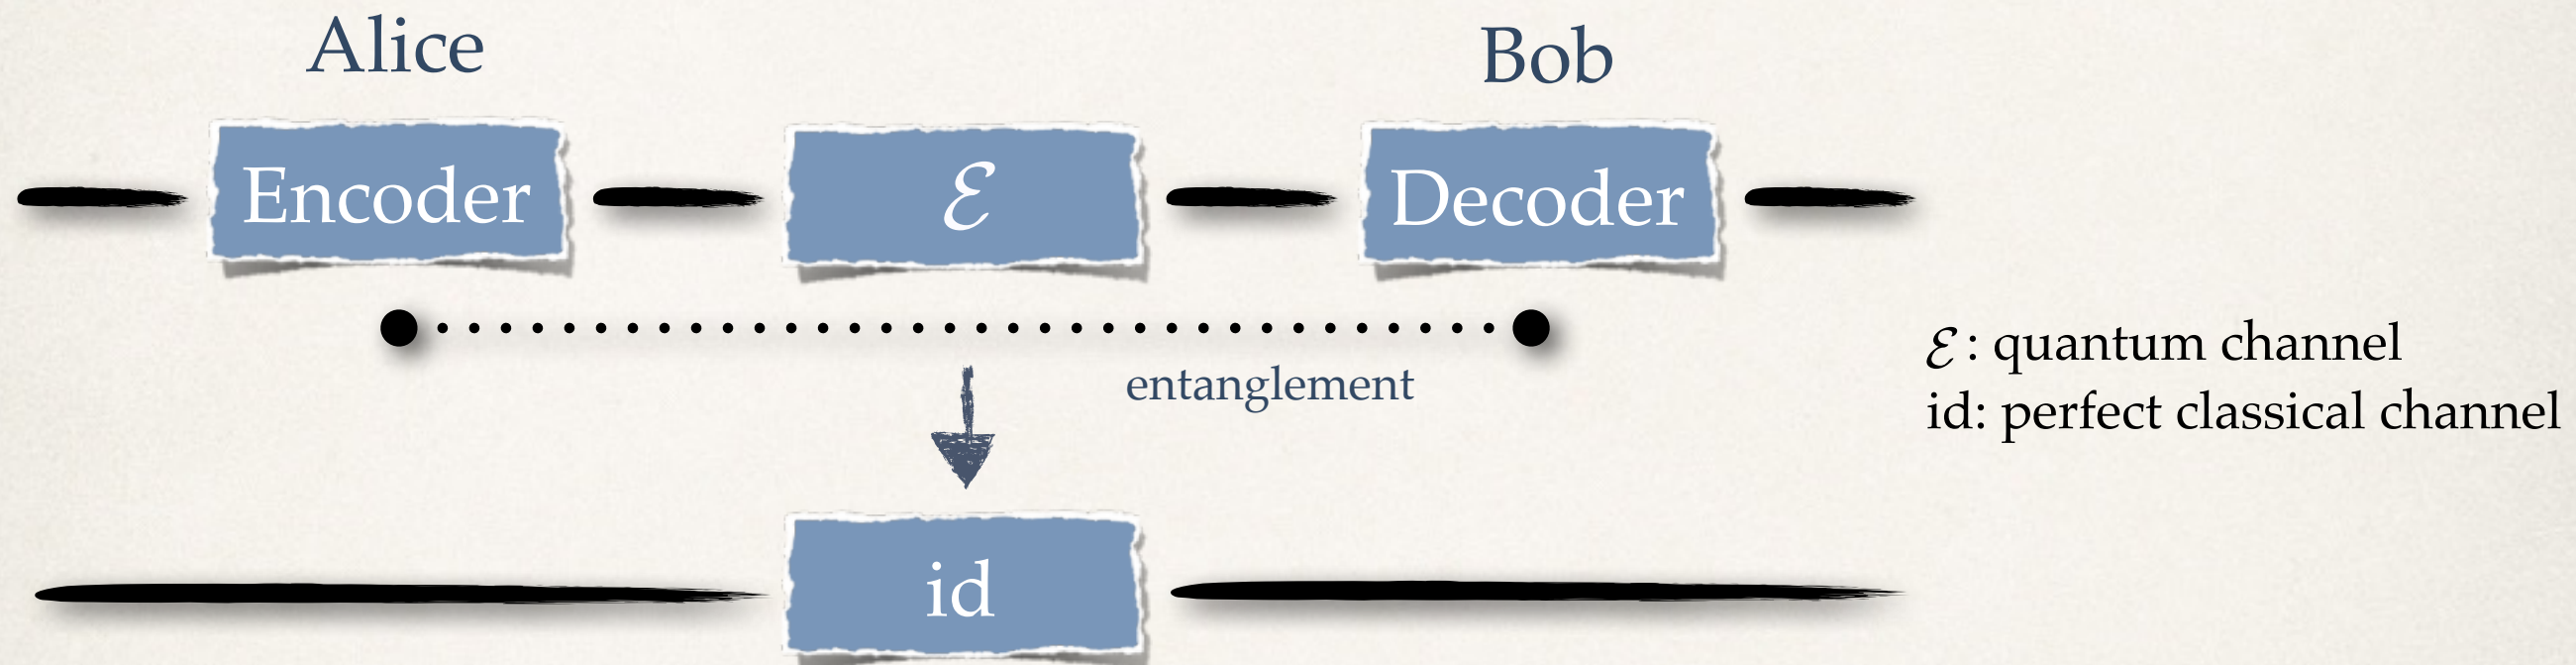 Alice
Bob
Encoder
ℰ
Decoder
entanglement
ℰ : quantum channel
id: perfect classical channel
id